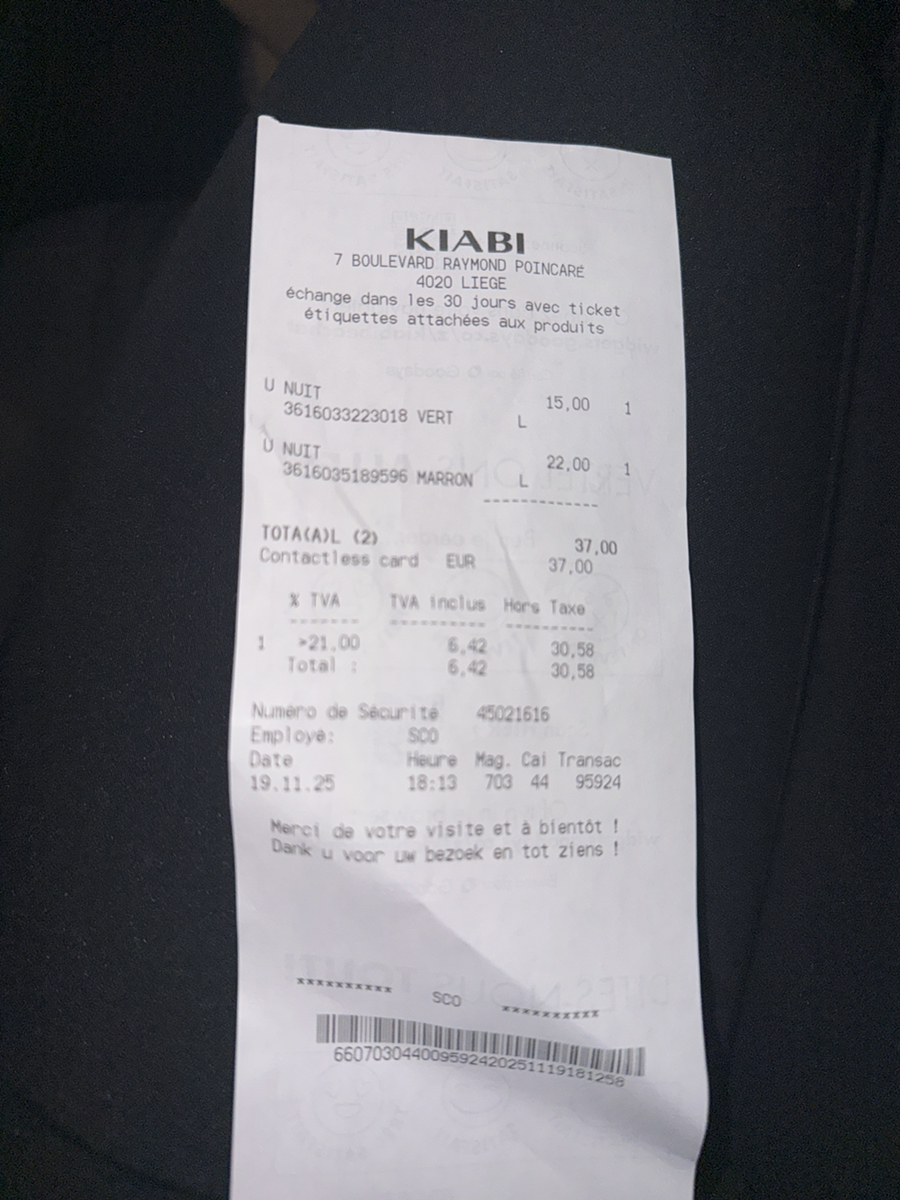 KIABI
7 BOULEVARD RAYMOND POINCARÉ
4020 LIEGE
échange dans les 30 jours avec ticket
étiquettes attachées aux produits
U NUIT 15,00 1
3616033223018 VERT L
U NUIT 22,00 1
3616035189596 MARRON L
------------
TOTA(A)L (2) 37,00
Contactless card EUR 37,00
% TVA TVA inclus Hors Taxe
------- ---------- ----------
1 >21.00 6,42 30,58
Total : 6,42 30,58
Numéro de Sécurité 45021616
Employé: SCO
Date Heure Mag. Cai Transac
19.11.25 18:13 703 44 95924
Merci de votre visite et à bientôt !
Dank u voor uw bezoek en tot ziens !
********** SCO **********
660703044009592420251119181258